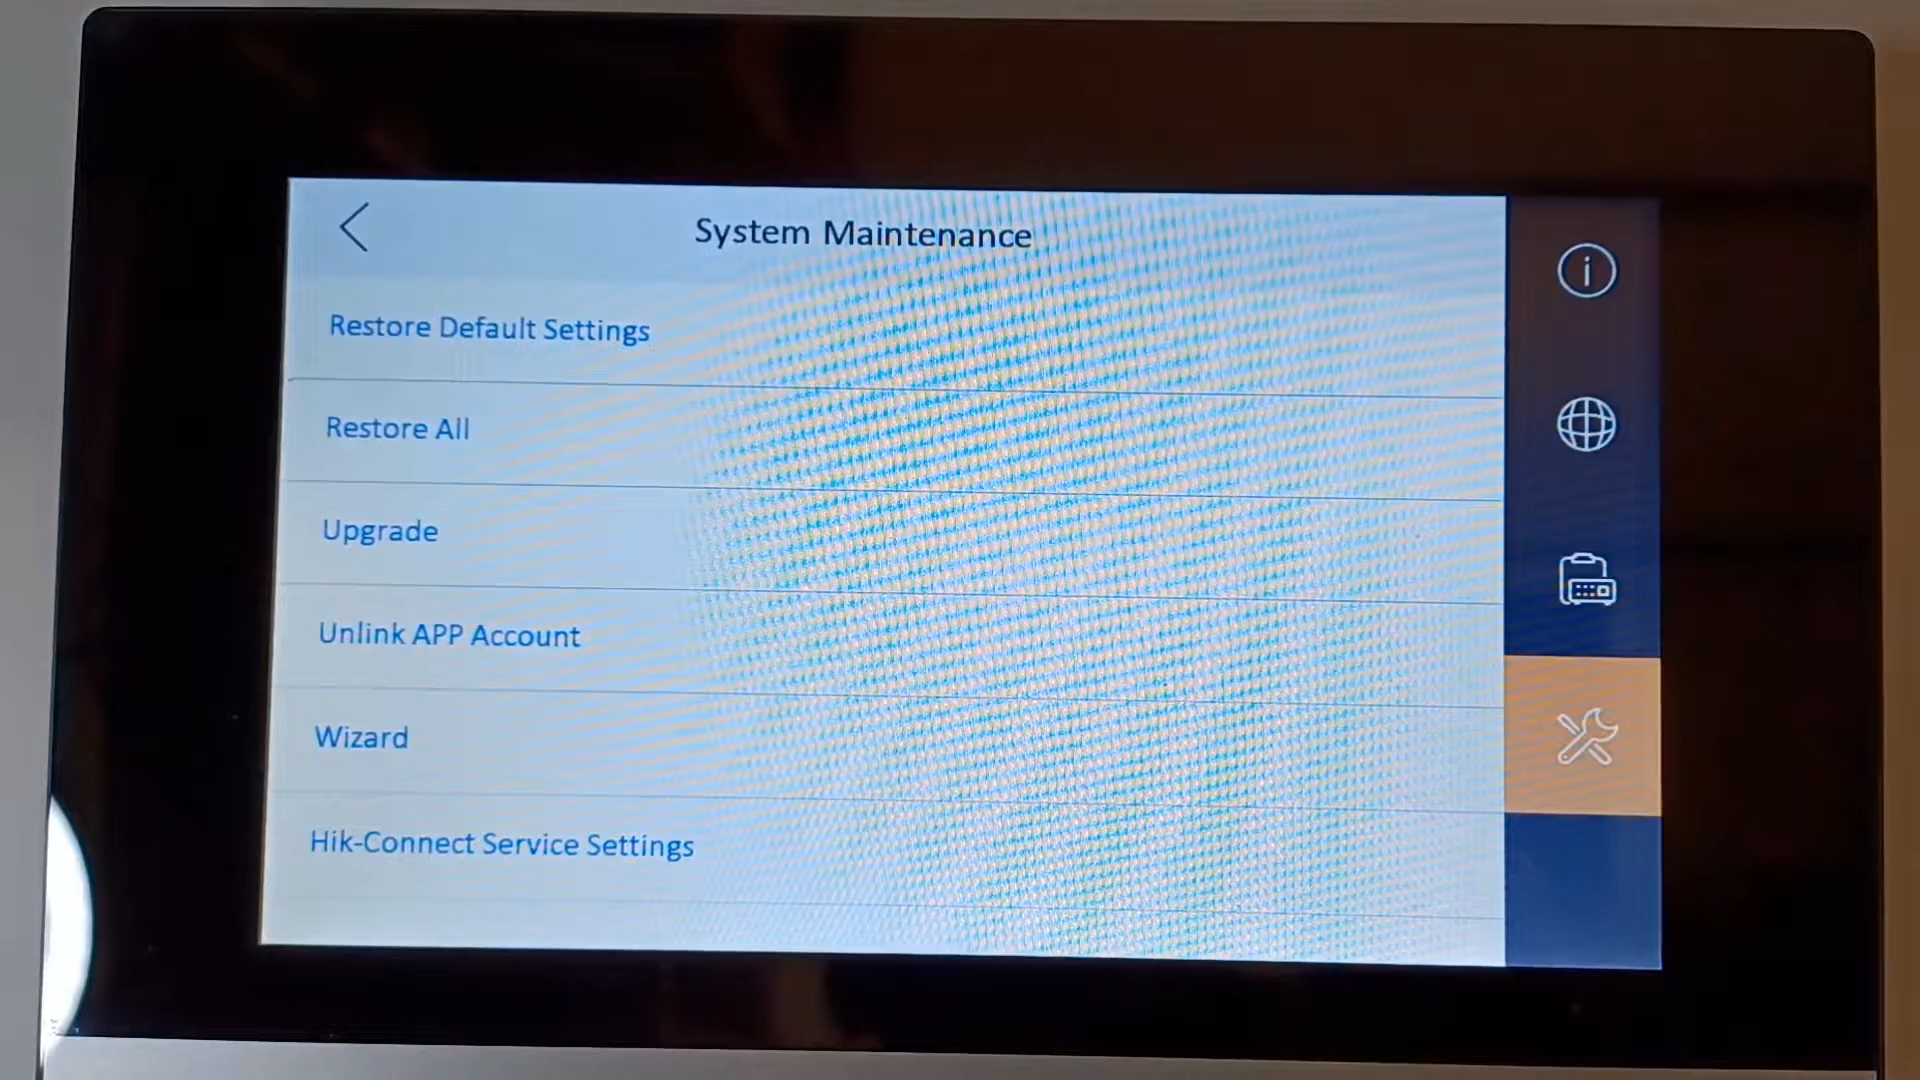 System Maintenance
Restore Default Settings
Restore All
Upgrade
Unlink APP Account
Wizard
Hik-Connect Service Settings